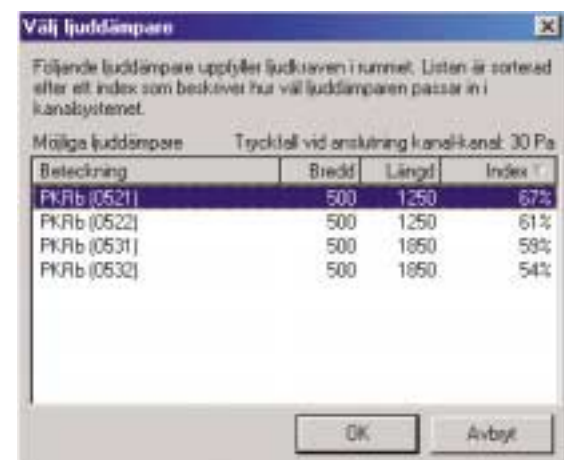 Välj ljuddämpare
Följande ljuddämpare uppfyller ljudkraven i rummet. Listan är sorterad
efter ett index som beskriver hur väl ljuddämparen passar in i
kanalsystemet.
Möjliga ljuddämpare Tryckfall vid anslutning kanal-kanal: 30 Pa
Beteckning Bredd Längd Index
PKRb (0521) 500 1250 67%
PKRb (0522) 500 1250 61%
PKRb (0531) 500 1850 59%
PKRb (0532) 500 1850 54%
OK Avbryt